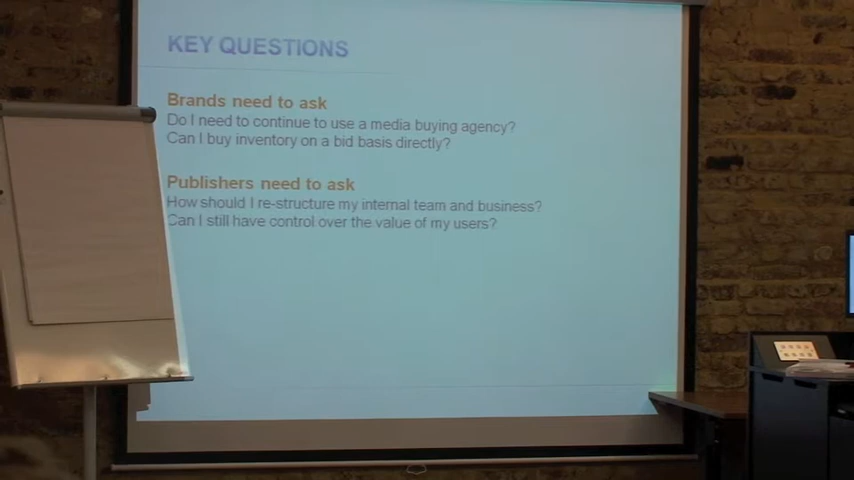 KEY QUESTIONS
Brands need to ask
Do I need to continue to use a media buying agency?
Can I buy inventory on a bid basis directly?
Publishers need to ask
How should I re-structure my internal team and business?
Can I still have control over the value of my users?